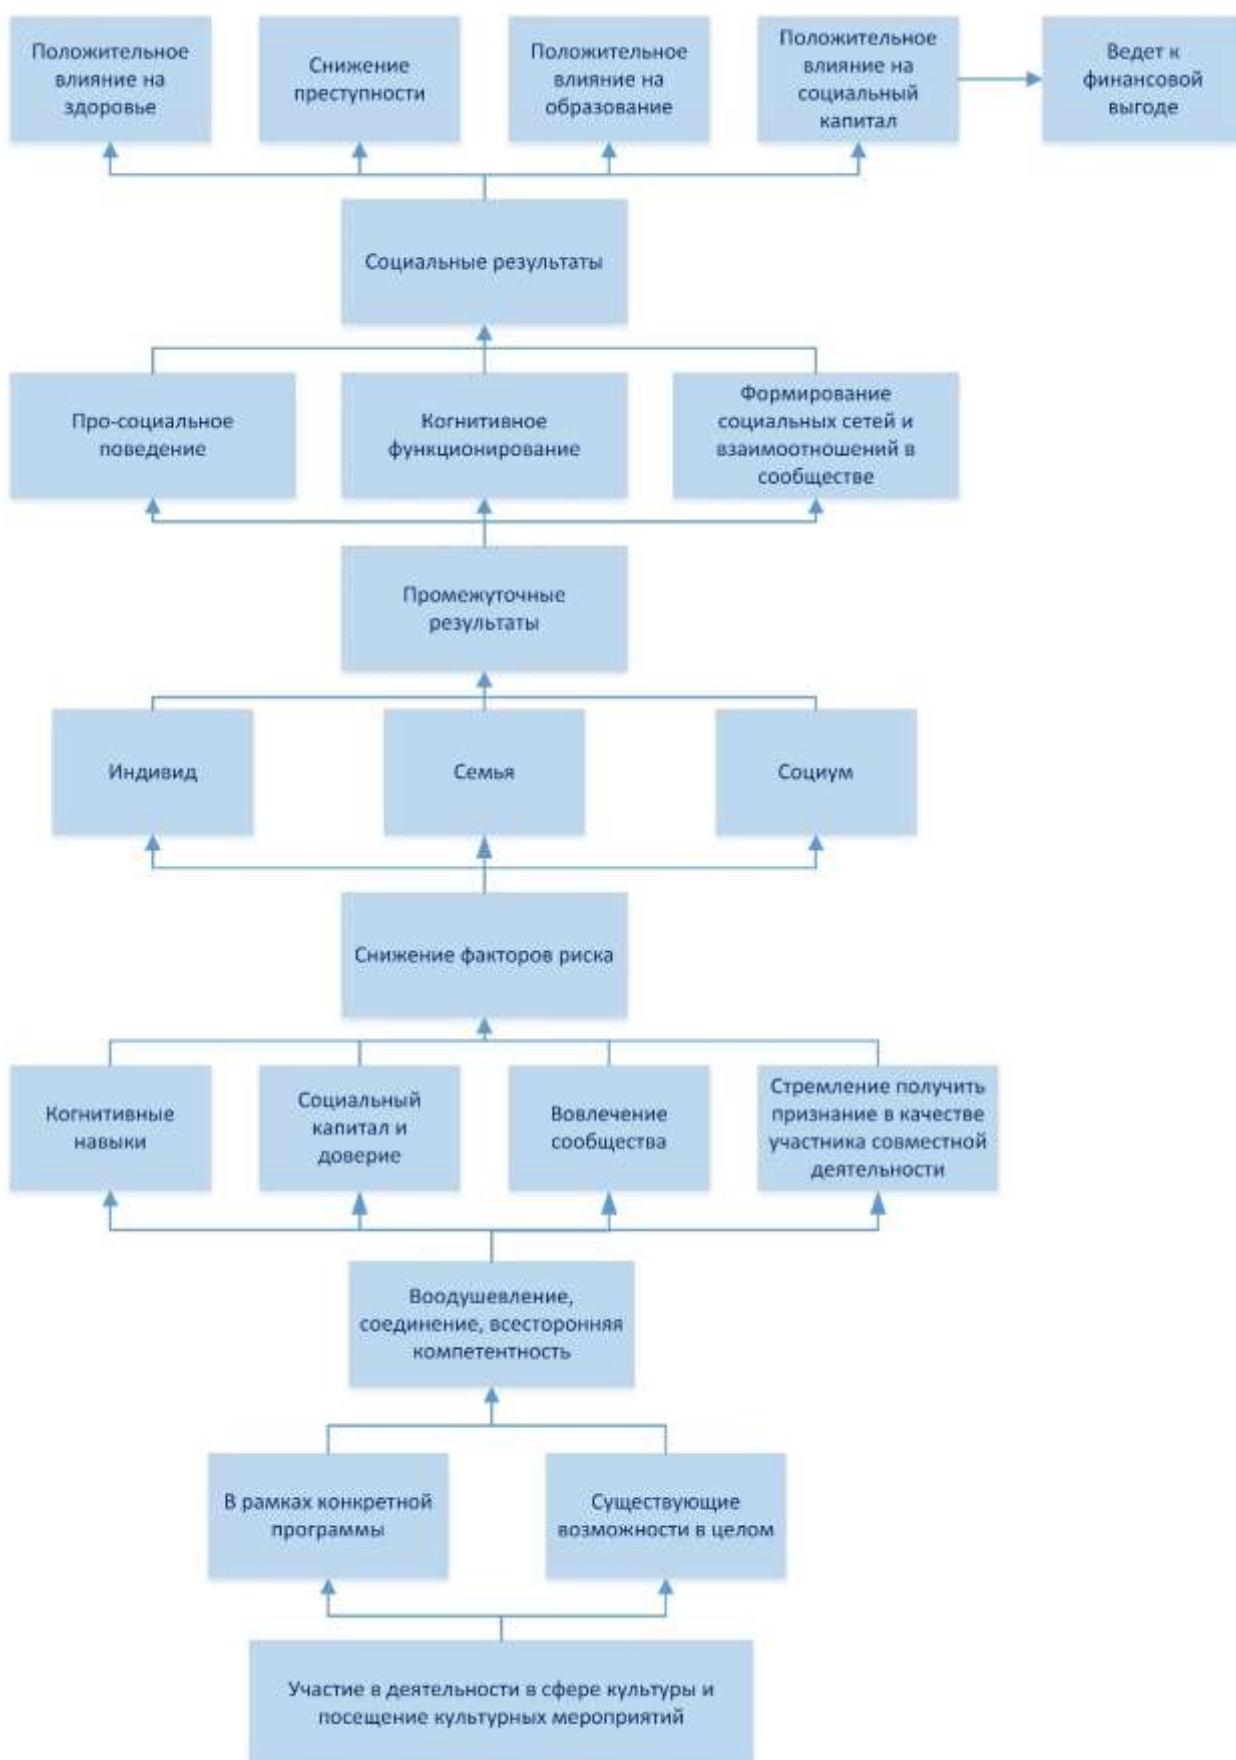 Положительное
влияние на
здоровье
Снижение
преступности
Положительное
влияние на
образование
Положительное
влияние на
социальный
капитал
Ведет к
финансовой
выгоде
Социальные результаты
Про-социальное
поведение
Когнитивное
функционирование
Формирование
социальных сетей и
взаимоотношений в
сообществе
Промежуточные
результаты
Индивид
Семья
Социум
Снижение факторов риска
Когнитивные
навыки
Социальный
капитал и
доверие
Вовлечение
сообщества
Стремление получить
признание в качестве
участника совместной
деятельности
Воодушевление,
соединение, всесторонняя
компетентность
В рамках конкретной
программы
Существующие
возможности в целом
Участие в деятельности в сфере культуры и
посещение культурных мероприятий